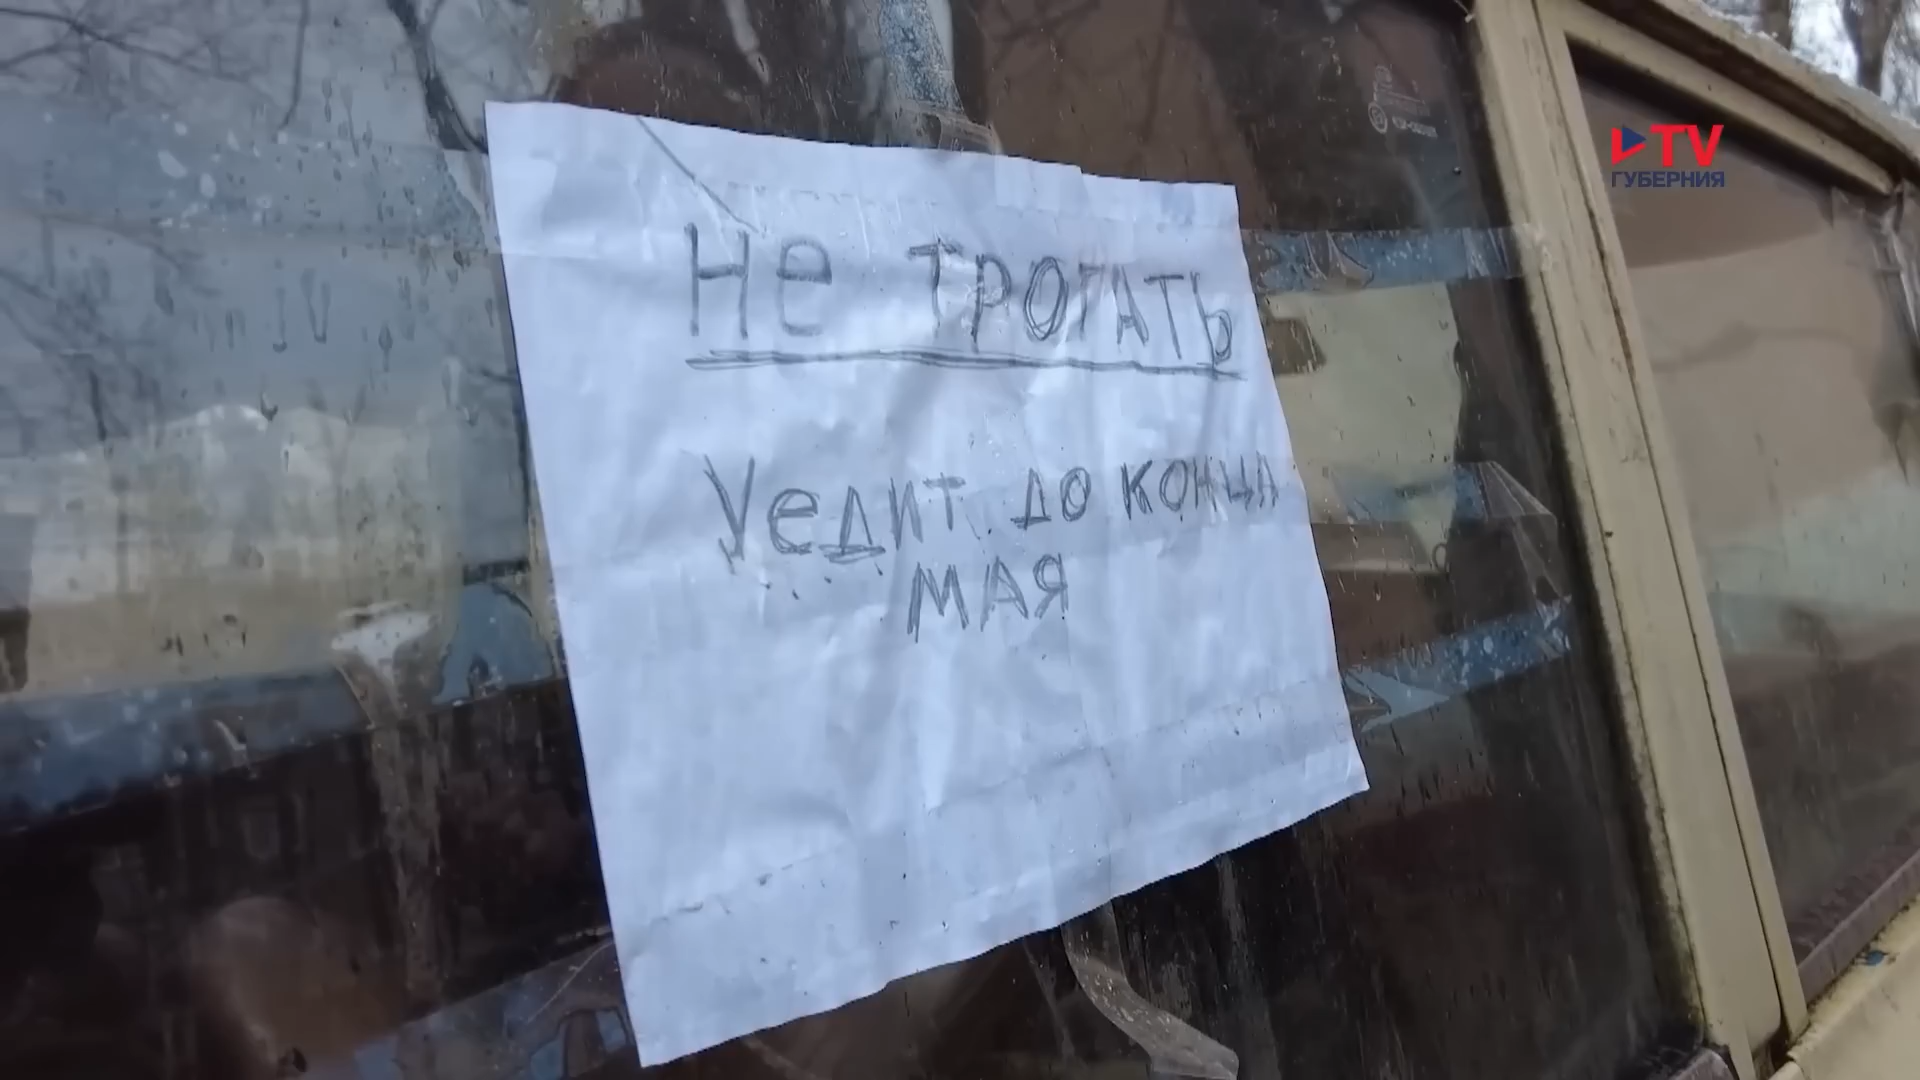 TV
ГУБЕРНИЯ
Не ТРОГАТЬ
УеДИТ ДО КОНЦА
МАЯ